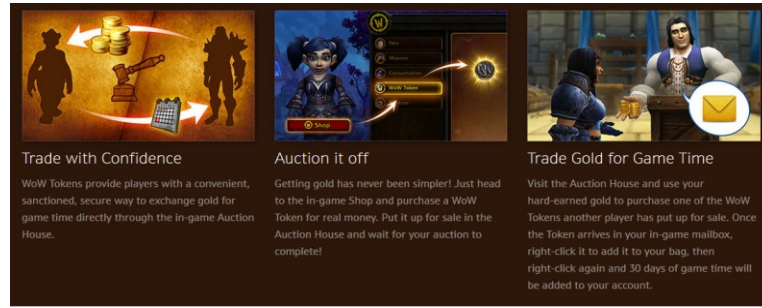 Shop
WoW Token
Trade with Confidence
WoW Tokens provide players with a convenient,
sanctioned, secure way to exchange gold for
game time directly through the in-game Auction
House.
Auction it off
Getting gold has never been simpler! Just head
to the in-game Shop and purchase a WoW
Token for real money. Put it up for sale in the
Auction House and wait for your auction to
complete!
Trade Gold for Game Time
Visit the Auction House and use your
hard-earned gold to purchase one of the WoW
Tokens another player has put up for sale. Once
the Token arrives in your in-game mailbox,
right-click it to add it to your bag, then
right-click again and 30 days of game time will
be added to your account.